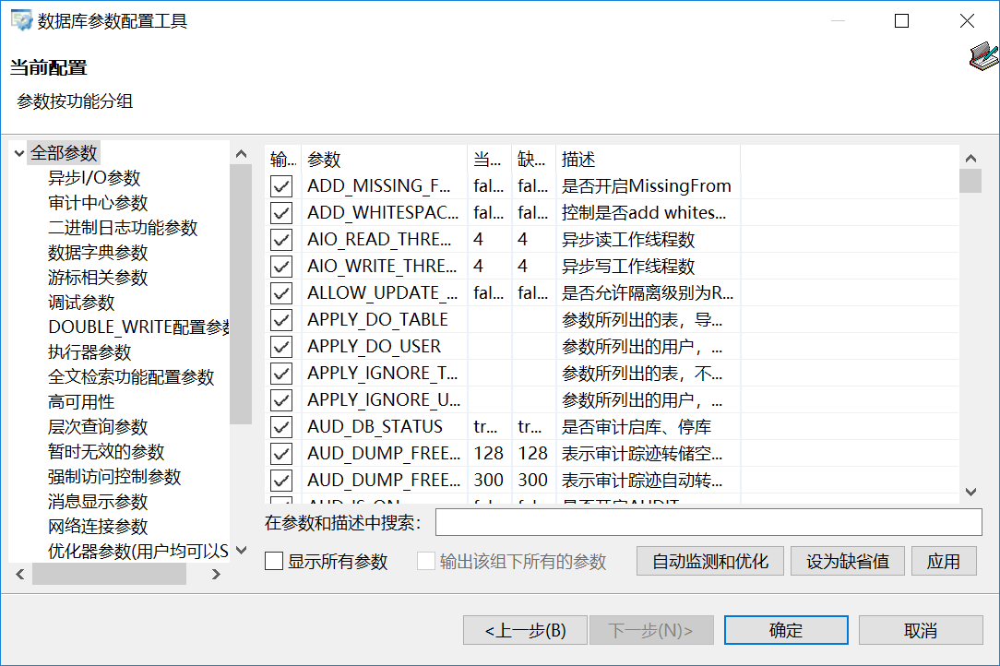 数据库参数配置工具
当前配置
参数按功能分组
全部参数
异步I/O参数
审计中心参数
二进制日志功能参数
数据字典参数
游标相关参数
调试参数
DOUBLE_WRITE配置参数
执行器参数
全文检索功能配置参数
高可用性
层次查询参数
暂时无效的参数
强制访问控制参数
消息显示参数
网络连接参数
优化器参数(用户均可以S
输... 参数 当... 缺... 描述
ADD_MISSING_F... fal... fal... 是否开启MissingFrom
ADD_WHITESPAC... fal... fal... 控制是否add whites...
AIO_READ_THRE... 4 4 异步读工作线程数
AIO_WRITE_THRE... 4 4 异步写工作线程数
ALLOW_UPDATE_... fal... fal... 是否允许隔离级别为R...
APPLY_DO_TABLE 参数所列出的表，导...
APPLY_DO_USER 参数所列出的用户，...
APPLY_IGNORE_T... 参数所列出的表，不...
APPLY_IGNORE_U... 参数所列出的用户，...
AUD_DB_STATUS tr... tr... 是否审计启库、停库
AUD_DUMP_FREE... 128 128 表示审计踪迹转储空...
AUD_DUMP_FREE... 300 300 表示审计踪迹自动转...
AUD_IS_ON fal... fal... 是否开启AUDIT
在参数和描述中搜索：
显示所有参数 输出该组下所有的参数 自动监测和优化 设为缺省值 应用
<上一步(B) 下一步(N)> 确定 取消